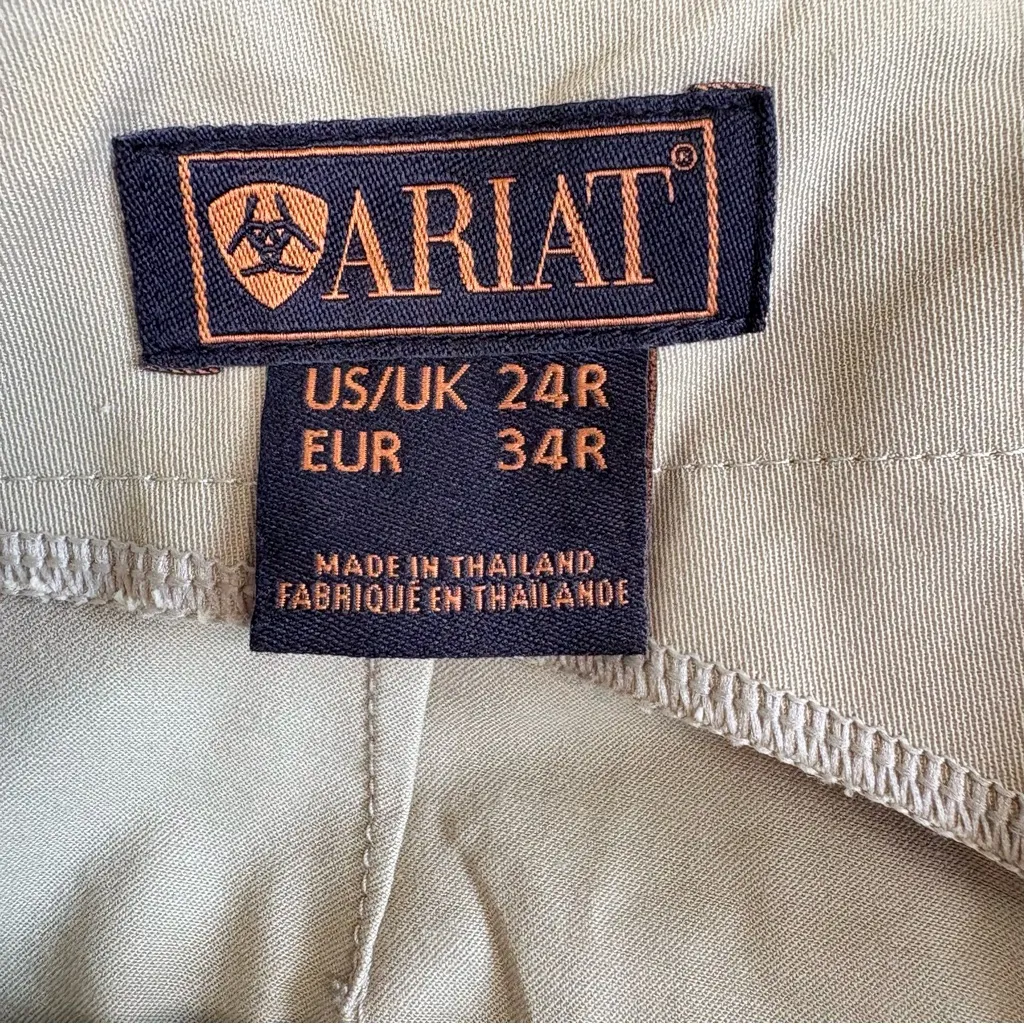 ARIAT®
US/UK 24R
EUR 34R
MADE IN THAILAND
FABRIQUÉ EN THAÏLANDE